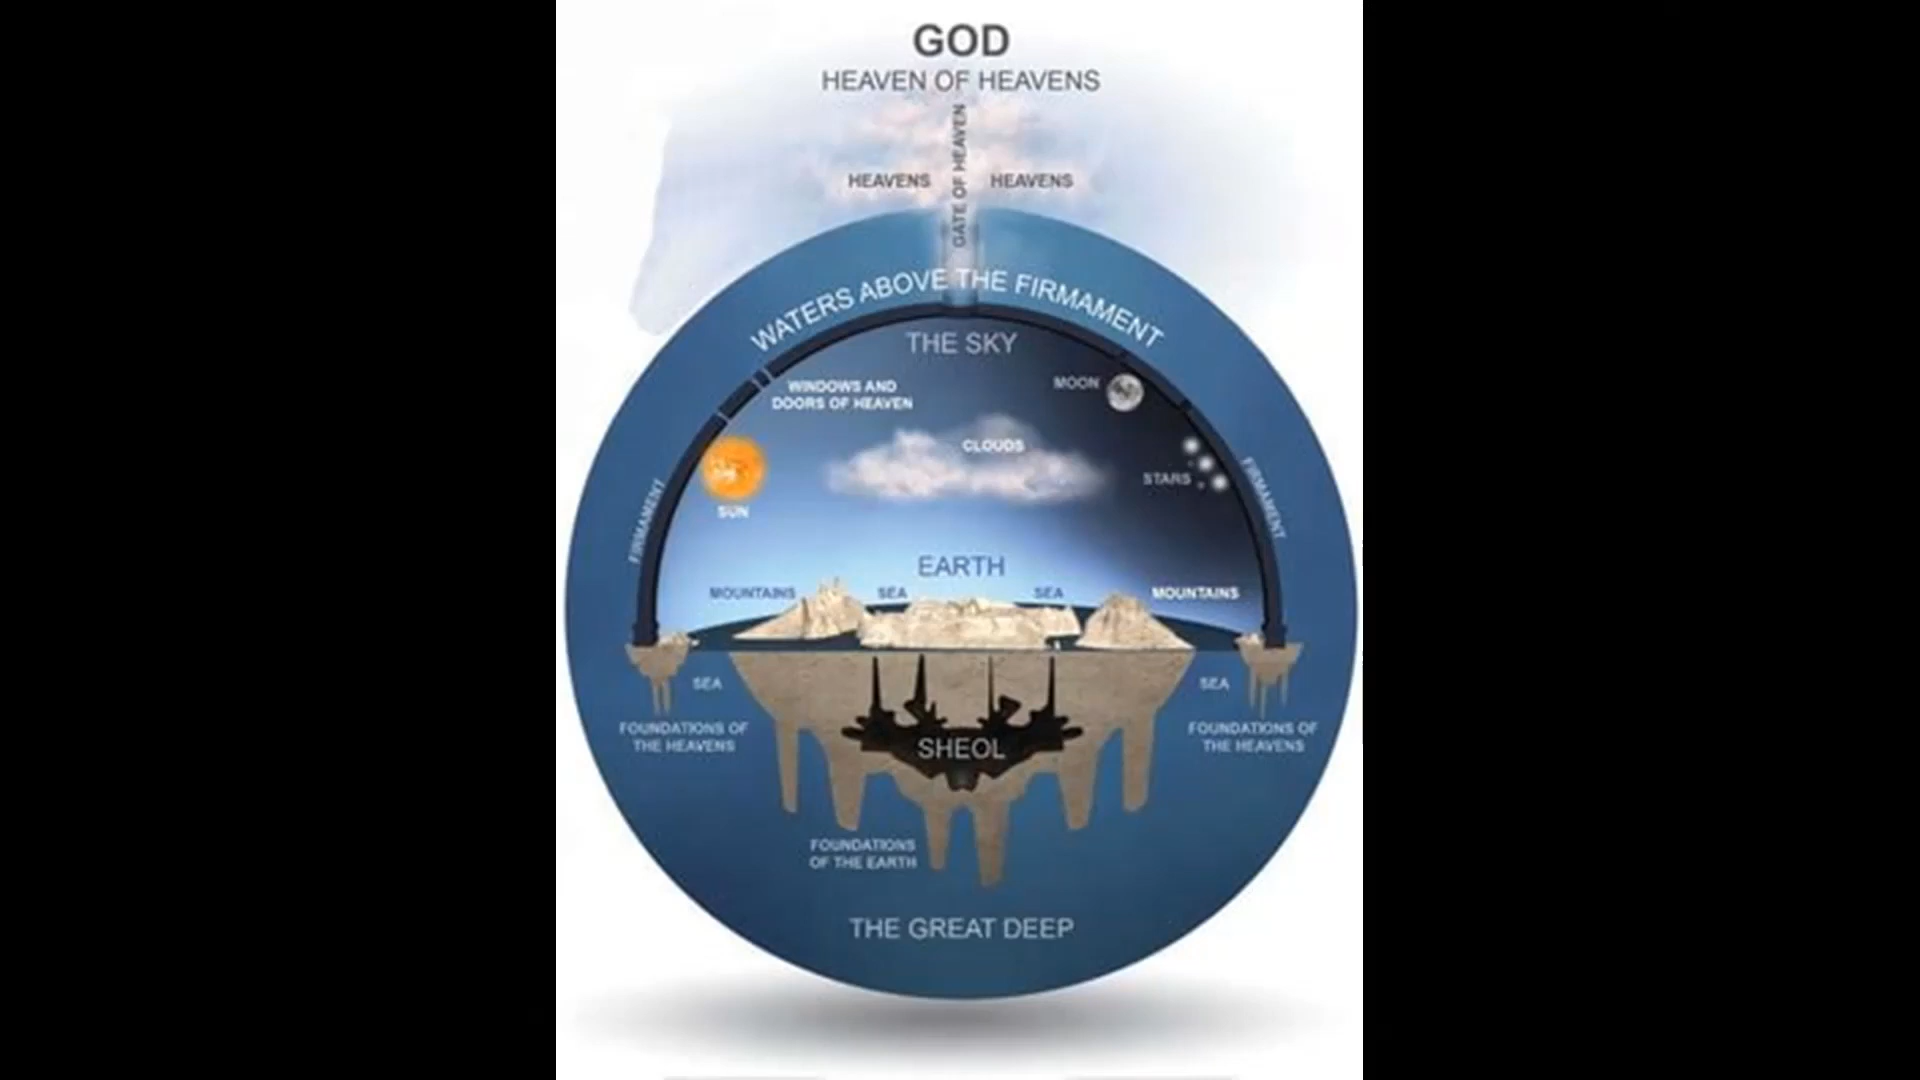 GOD
HEAVEN OF HEAVENS
GATE OF HEAVEN
HEAVENS
HEAVENS
WATERS ABOVE THE FIRMAMENT
THE SKY
WINDOWS AND
DOORS OF HEAVEN
MOON
CLOUDS
STARS
SUN
FIRMAMENT
FIRMAMENT
EARTH
MOUNTAINS
SEA
SEA
MOUNTAINS
SEA
SEA
FOUNDATIONS OF
THE HEAVENS
FOUNDATIONS OF
THE HEAVENS
SHEOL
FOUNDATIONS
OF THE EARTH
THE GREAT DEEP